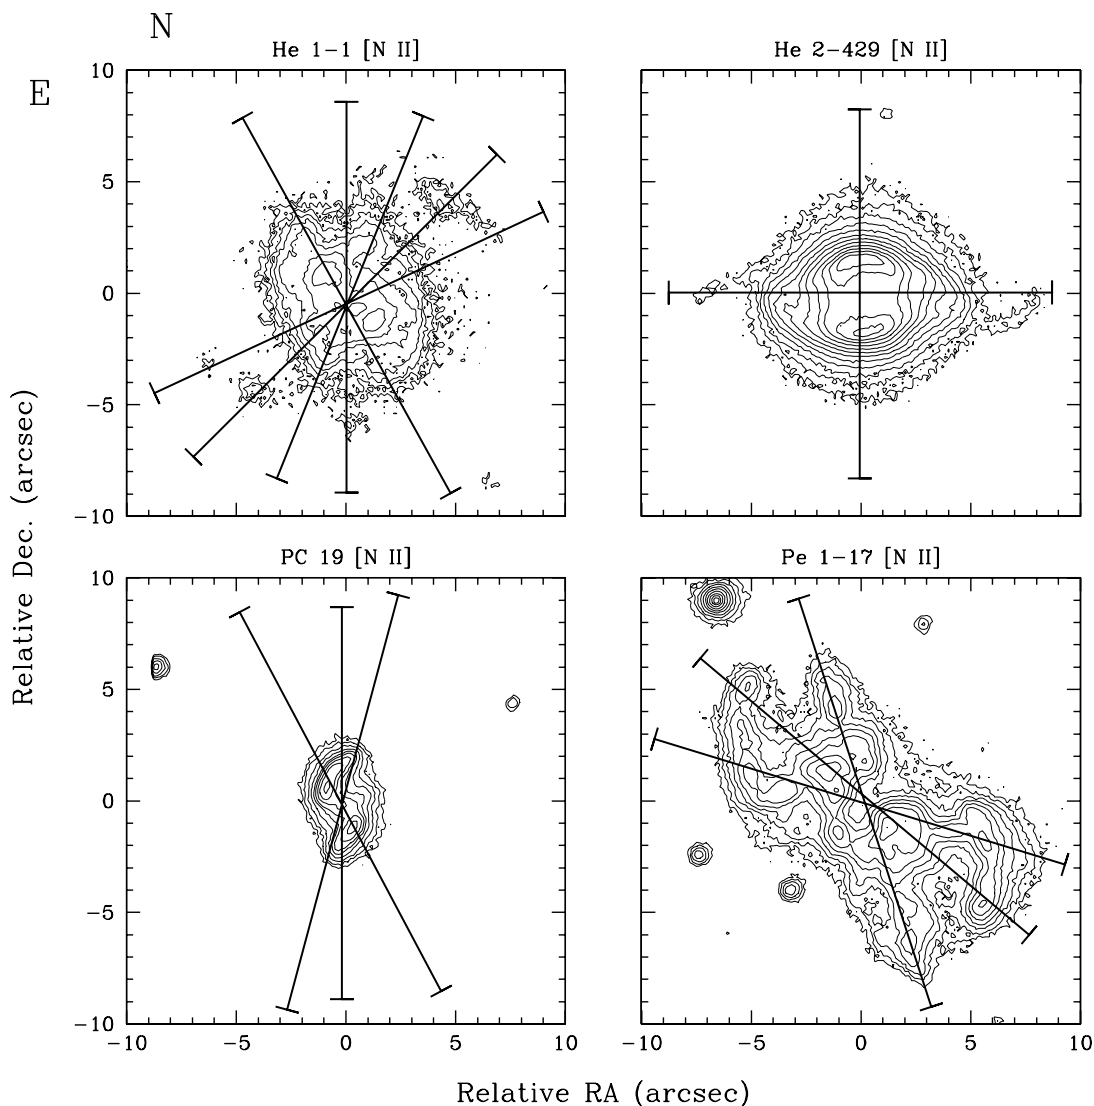 N
E
He 1-1 [N II]
He 2-429 [N II]
10
5
0
-5
-10
PC 19 [N II]
Pe 1-17 [N II]
10
5
0
-5
-10
-10 -5 0 5 10
-10 -5 0 5 10
Relative Dec. (arcsec)
Relative RA (arcsec)